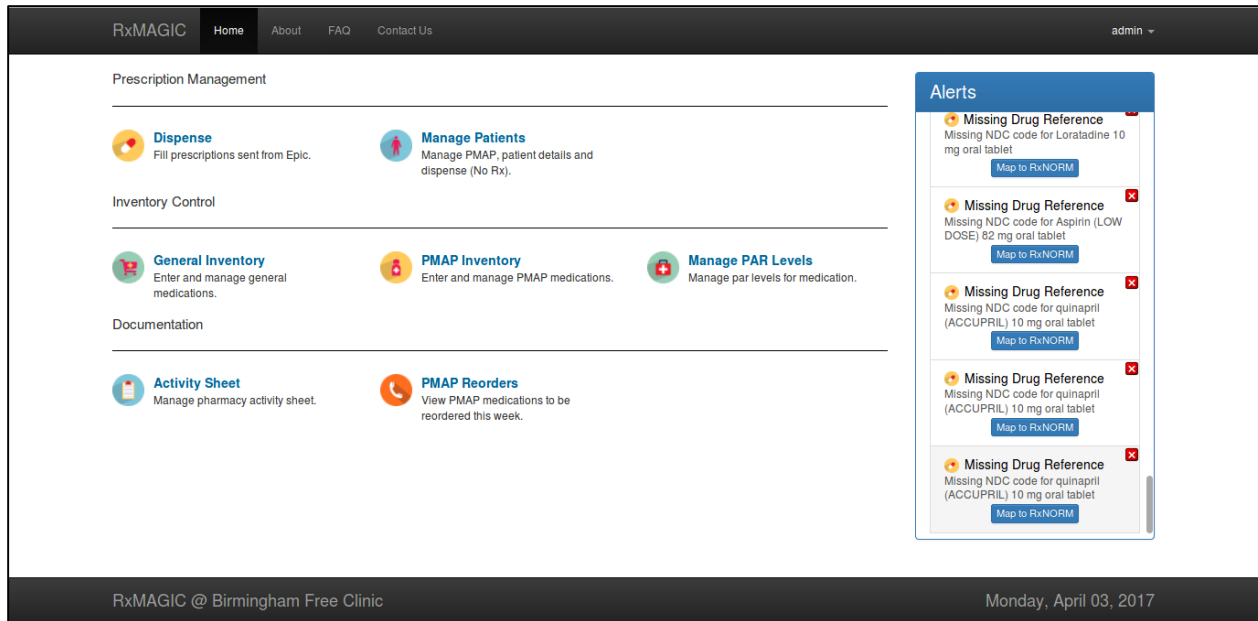 RxMAGIC Home About FAQ Contact Us admin
Prescription Management
Dispense
Fill prescriptions sent from Epic.
Manage Patients
Manage PMAP, patient details and
dispense (No Rx).
Inventory Control
General Inventory
Enter and manage general
medications.
PMAP Inventory
Enter and manage PMAP medications.
Manage PAR Levels
Manage par levels for medication.
Documentation
Activity Sheet
Manage pharmacy activity sheet.
PMAP Reorders
View PMAP medications to be
reordered this week.
Alerts
Missing Drug Reference
Missing NDC code for Loratadine 10
mg oral tablet
Map to RxNORM
Missing Drug Reference
Missing NDC code for Aspirin (LOW
DOSE) 82 mg oral tablet
Map to RxNORM
Missing Drug Reference
Missing NDC code for quinapril
(ACCUPRIL) 10 mg oral tablet
Map to RxNORM
Missing Drug Reference
Missing NDC code for quinapril
(ACCUPRIL) 10 mg oral tablet
Map to RxNORM
Missing Drug Reference
Missing NDC code for quinapril
(ACCUPRIL) 10 mg oral tablet
Map to RxNORM
RxMAGIC @ Birmingham Free Clinic Monday, April 03, 2017